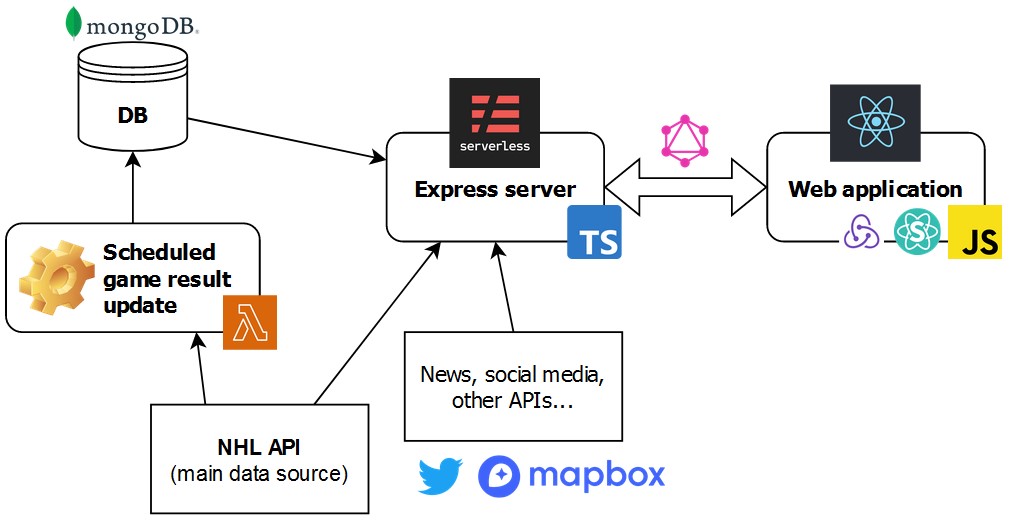 mongoDB®
DB
serverless
Express server
TS
Web application
S
JS
Scheduled
game result
update
News, social media,
other APIs...
NHL API
(main data source)
mapbox